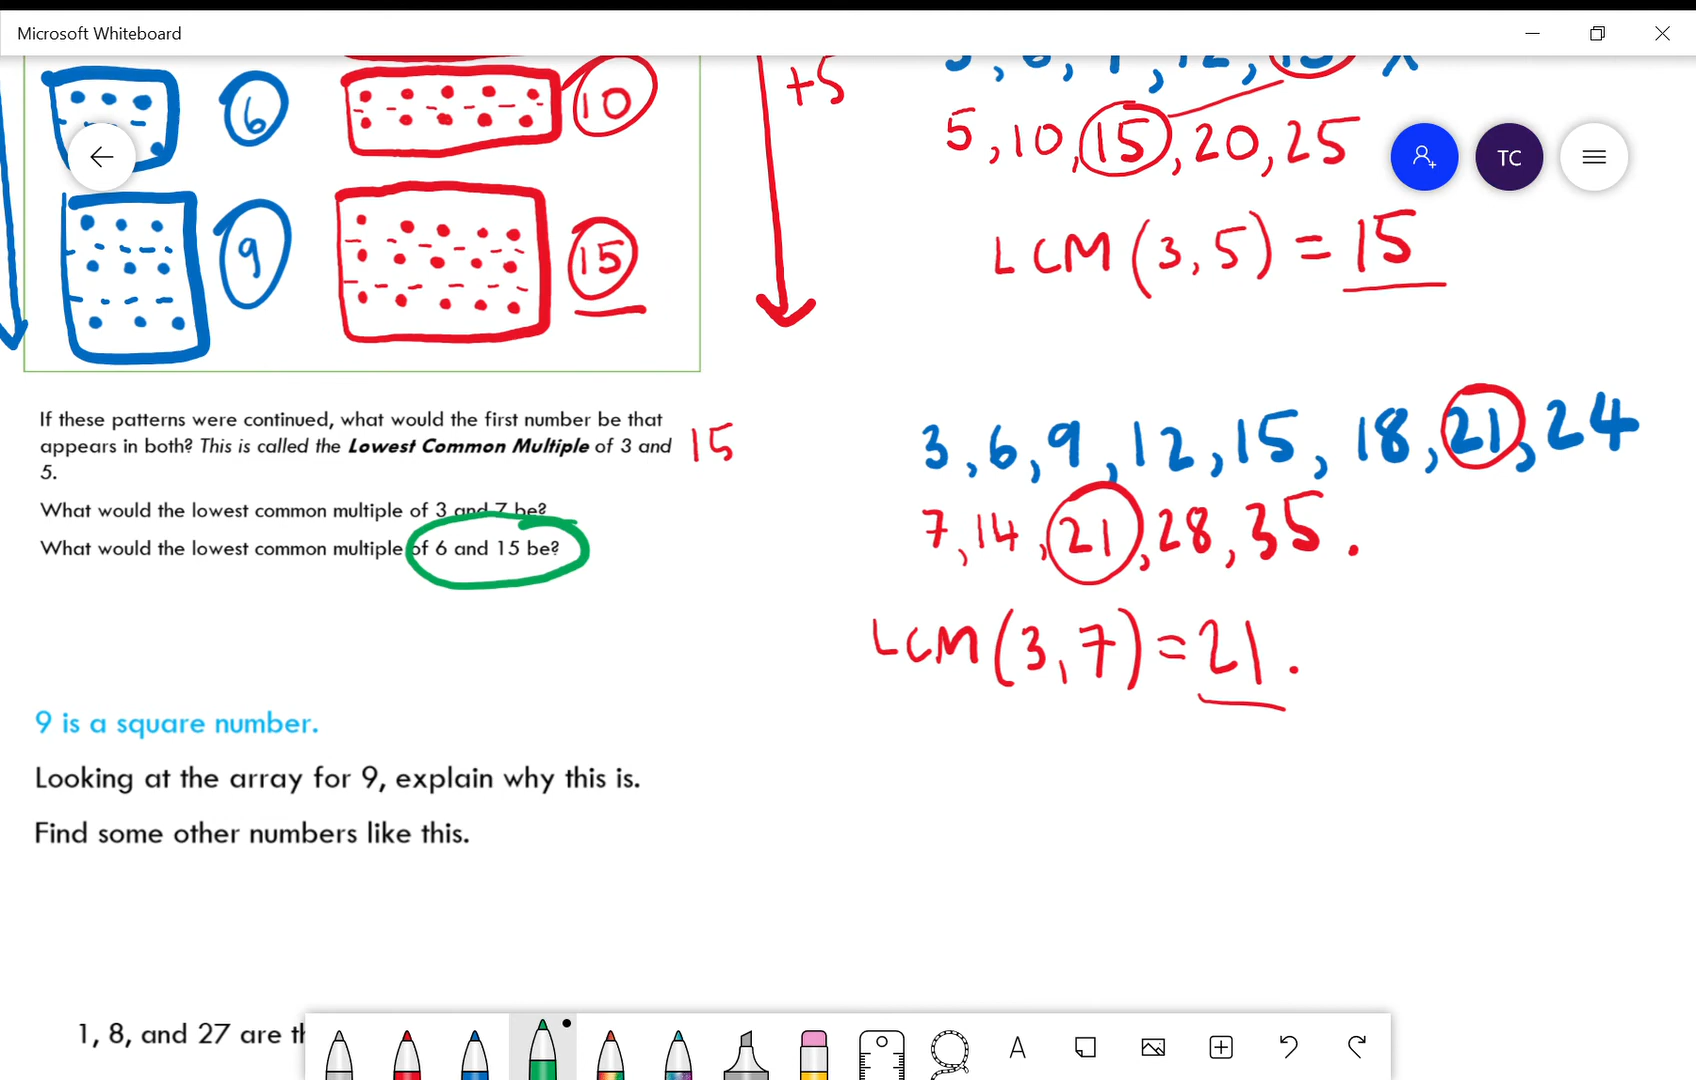 Microsoft Whiteboard
6
10
+5
5, 10, 15, 20, 25
TC
9
15
LCM (3, 5) = 15
If these patterns were continued, what would the first number be that
appears in both? This is called the Lowest Common Multiple of 3 and
5.
15
3, 6, 9, 12, 15, 18, 21, 24
What would the lowest common multiple of 3 and 7 be?
7, 14, 21, 28, 35.
What would the lowest common multiple of 6 and 15 be?
LCM (3, 7) = 21.
9 is a square number.
Looking at the array for 9, explain why this is.
Find some other numbers like this.
1, 8, and 27 are
A